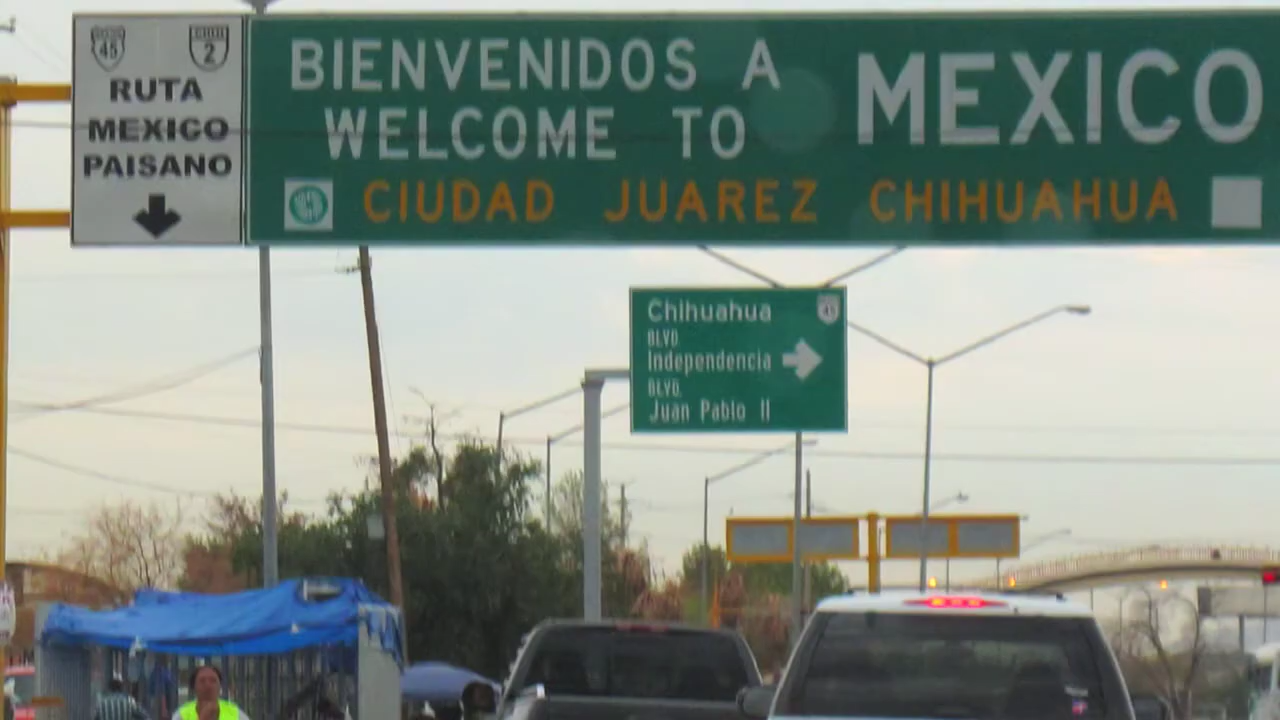 45 2
RUTA
MEXICO
PAISANO
BIENVENIDOS A
WELCOME TO
MEXICO
CIUDAD JUAREZ CHIHUAHUA
Chihuahua
BLVD.
Independencia
BLVD.
Juan Pablo II